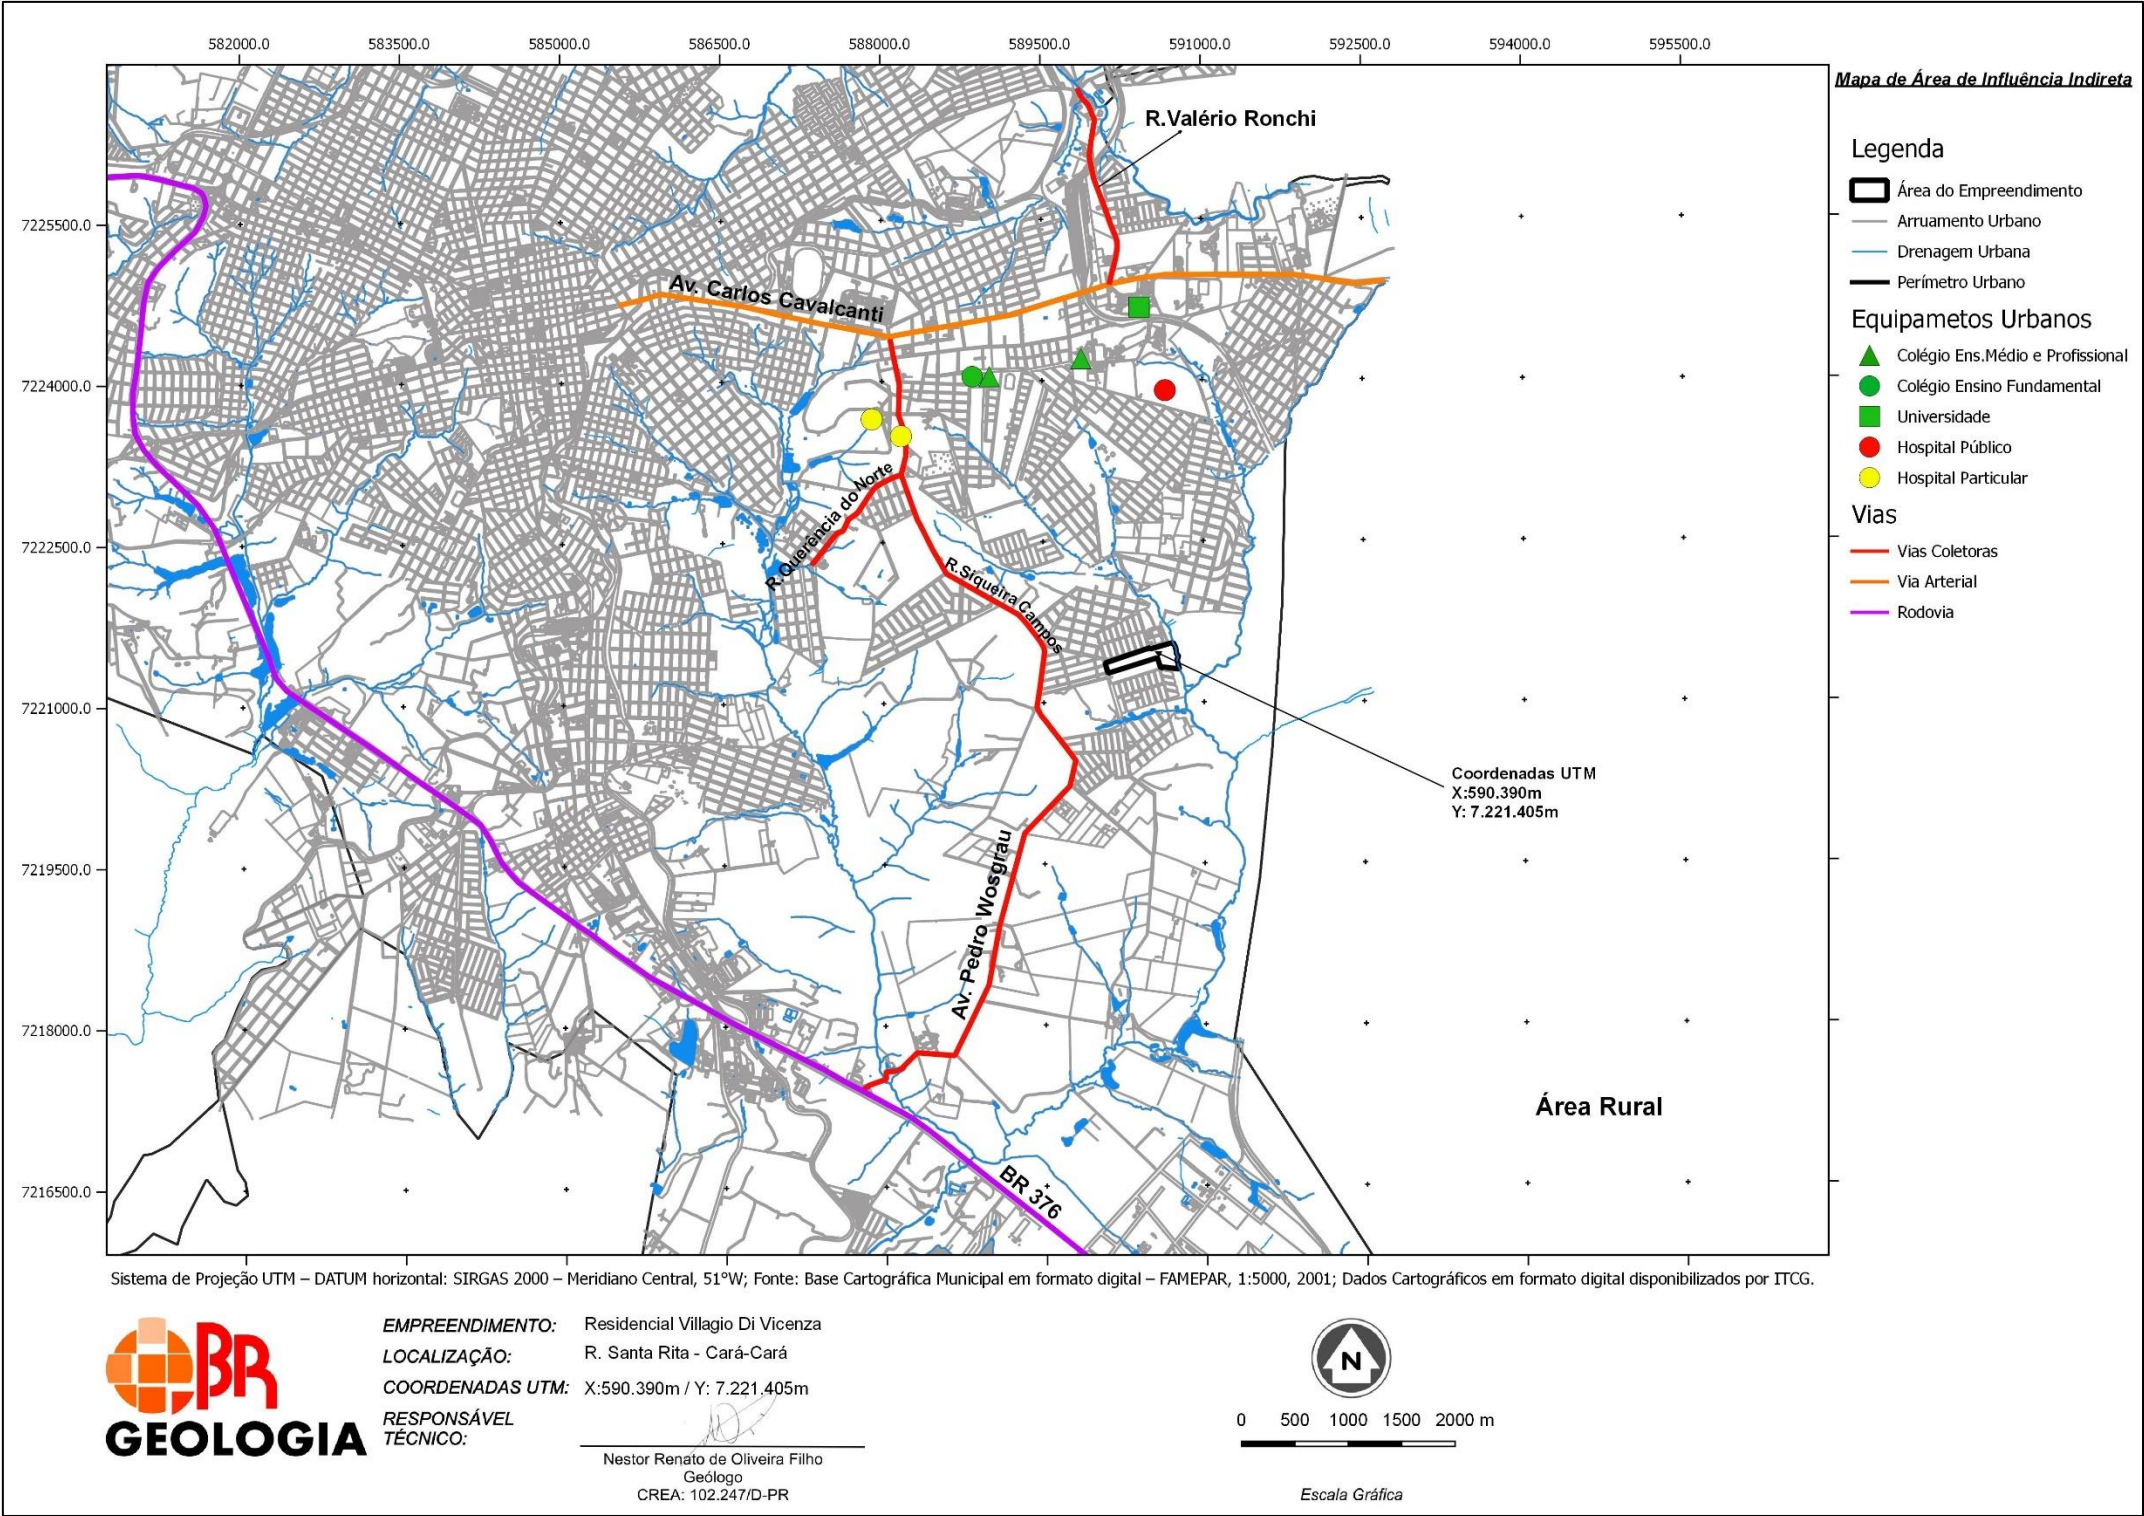 582000.0 583500.0 585000.0 586500.0 588000.0 589500.0 591000.0 592500.0 594000.0 595500.0
Mapa de Área de Influência Indireta
R.Valério Ronchi
Legenda
Área do Empreendimento
Arruamento Urbano
Drenagem Urbana
Perímetro Urbano
Equipametos Urbanos
Colégio Ens.Médio e Profissional
Colégio Ensino Fundamental
Universidade
Hospital Público
Hospital Particular
Vias
Vias Coletoras
Via Arterial
Rodovia
7225500.0
7224000.0
7222500.0
7221000.0
7219500.0
7218000.0
7216500.0
Av. Carlos Cavalcanti
R.Querência do Norte
R.Siqueira Campos
Coordenadas UTM
X:590.390m
Y: 7.221.405m
Av. Pedro Wosgrau
Área Rural
BR 376
Sistema de Projeção UTM – DATUM horizontal: SIRGAS 2000 – Meridiano Central, 51°W; Fonte: Base Cartográfica Municipal em formato digital – FAMEPAR, 1:5000, 2001; Dados Cartográficos em formato digital disponibilizados por ITCG.
BR
GEOLOGIA
EMPREENDIMENTO: Residencial Villagio Di Vicenza
LOCALIZAÇÃO: R. Santa Rita - Cará-Cará
COORDENADAS UTM: X:590.390m / Y: 7.221.405m
RESPONSÁVEL
TÉCNICO:
Nestor Renato de Oliveira Filho
Geólogo
CREA: 102.247/D-PR
N
0 500 1000 1500 2000 m
Escala Gráfica